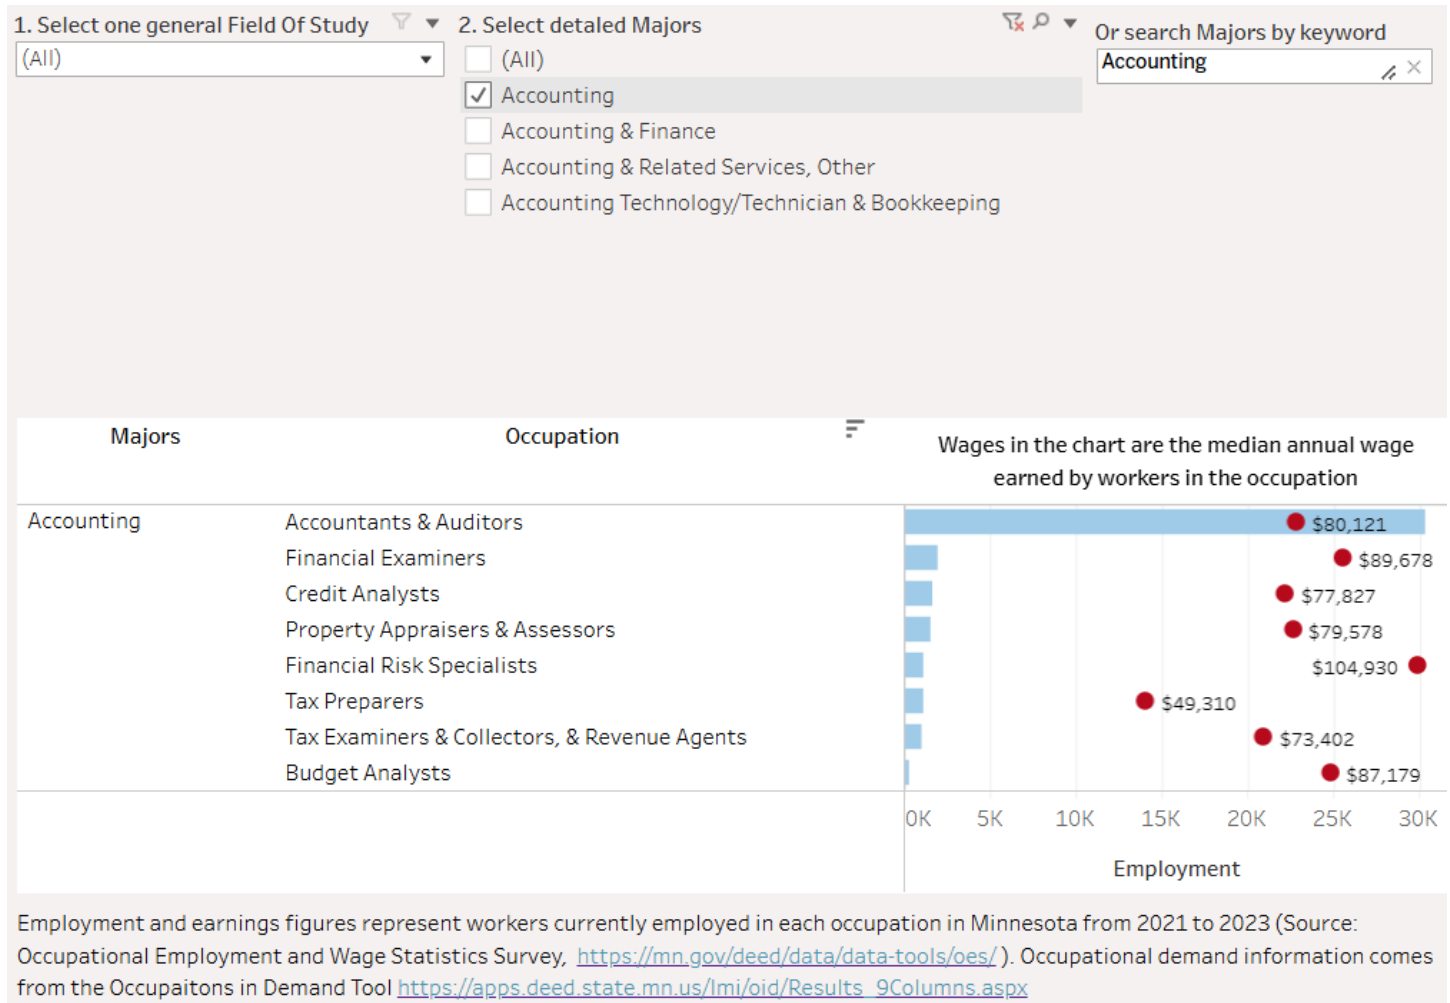 1. Select one general Field Of Study
(All)
2. Select detaled Majors
(All)
Accounting
Accounting & Finance
Accounting & Related Services, Other
Accounting Technology/Technician & Bookkeeping
Or search Majors by keyword
Accounting
Majors
Occupation
Wages in the chart are the median annual wage
earned by workers in the occupation
Accounting
Accountants & Auditors $80,121
Financial Examiners $89,678
Credit Analysts $77,827
Property Appraisers & Assessors $79,578
Financial Risk Specialists $104,930
Tax Preparers $49,310
Tax Examiners & Collectors, & Revenue Agents $73,402
Budget Analysts $87,179
0K 5K 10K 15K 20K 25K 30K
Employment
Employment and earnings figures represent workers currently employed in each occupation in Minnesota from 2021 to 2023 (Source:
Occupational Employment and Wage Statistics Survey, https://mn.gov/deed/data/data-tools/oes/ ). Occupational demand information comes
from the Occupaitons in Demand Tool https://apps.deed.state.mn.us/lmi/oid/Results_9Columns.aspx